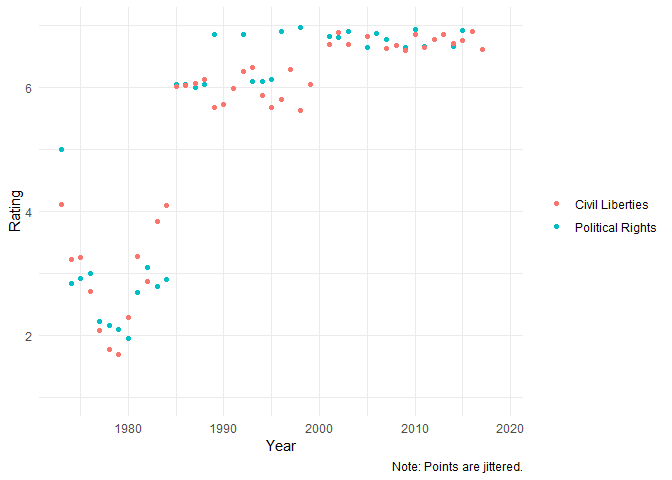 6
4
2
Rating
1980 1990 2000 2010 2020
Year
Civil Liberties
Political Rights
Note: Points are jittered.